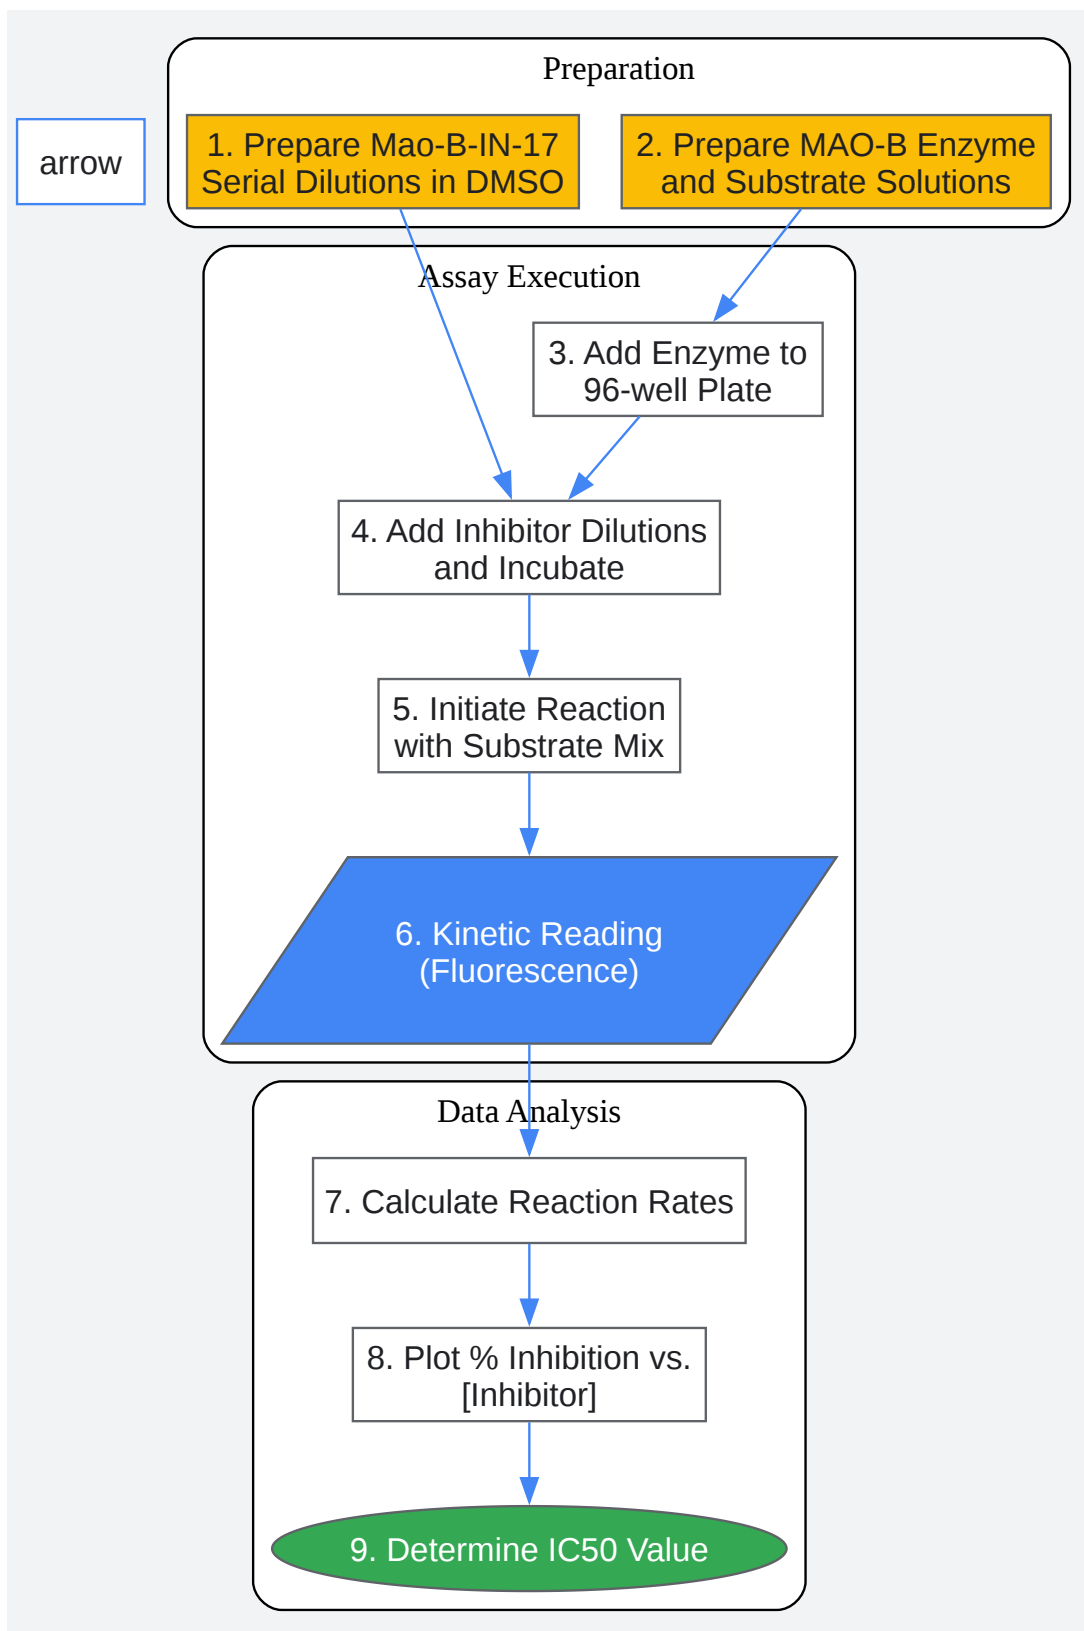 Preparation
arrow
1. Prepare Mao-B-IN-17
Serial Dilutions in DMSO
2. Prepare MAO-B Enzyme
and Substrate Solutions
Assay Execution
3. Add Enzyme to
96-well Plate
4. Add Inhibitor Dilutions
and Incubate
5. Initiate Reaction
with Substrate Mix
6. Kinetic Reading
(Fluorescence)
Data Analysis
7. Calculate Reaction Rates
8. Plot % Inhibition vs.
[Inhibitor]
9. Determine IC50 Value